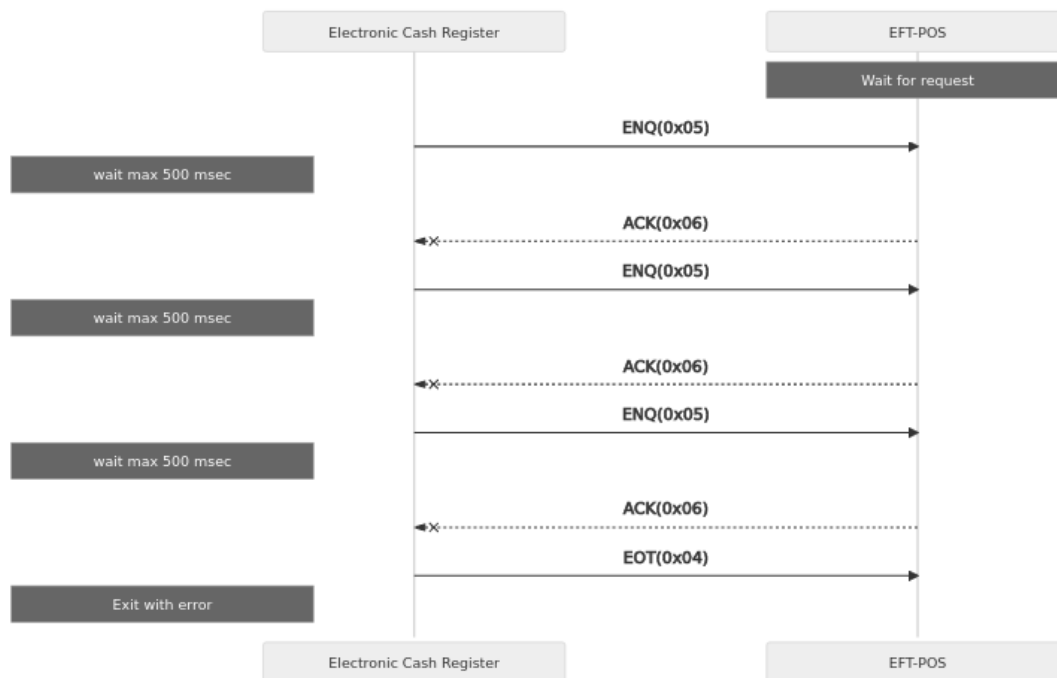 Electronic Cash Register
EFT-POS
Wait for request
ENQ(0x05)
wait max 500 msec
ACK(0x06)
ENQ(0x05)
wait max 500 msec
ACK(0x06)
ENQ(0x05)
wait max 500 msec
ACK(0x06)
EOT(0x04)
Exit with error
Electronic Cash Register
EFT-POS